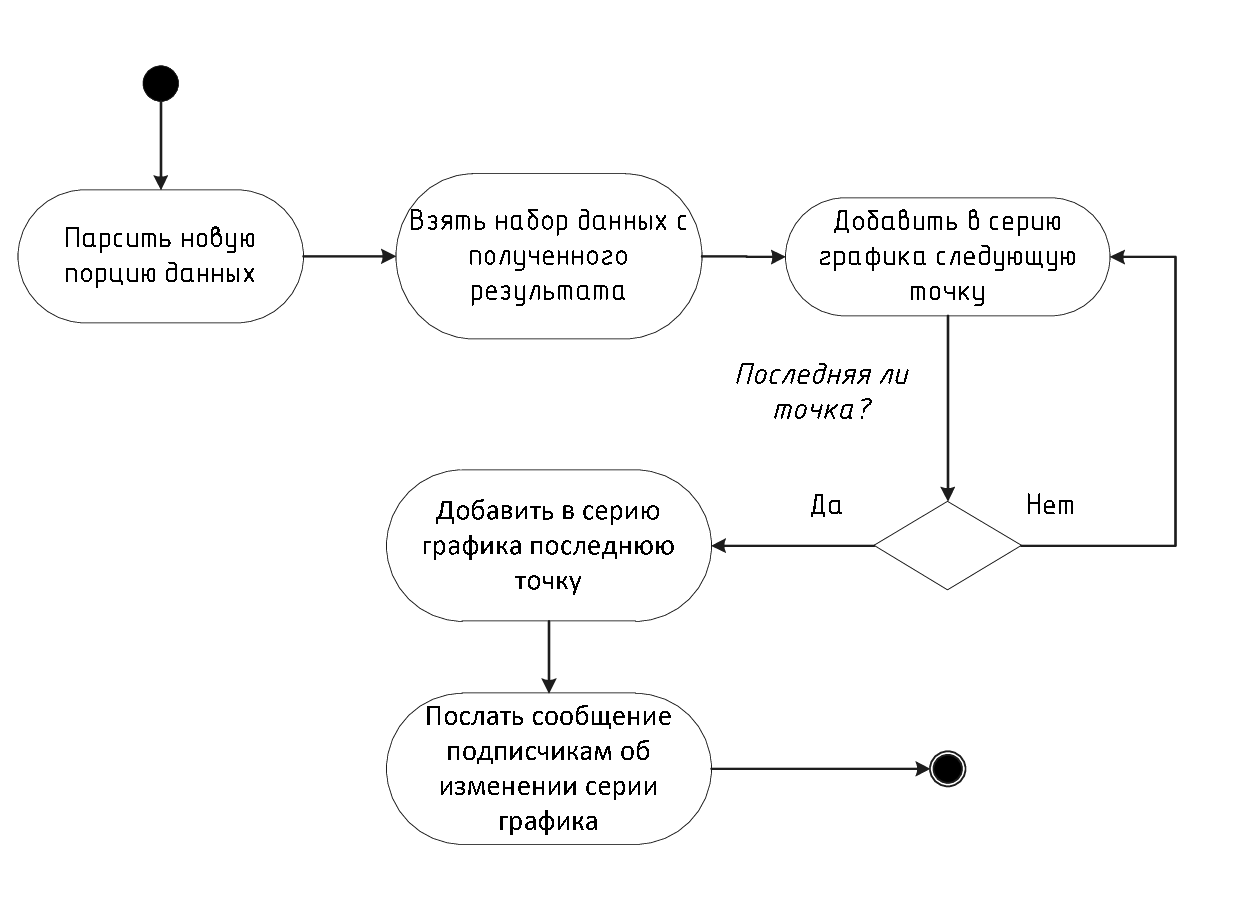 Парсить новую
порцию данных
Взять набор данных с
полученного
результата
Добавить в серию
графика следующую
точку
Последняя ли
точка?
Да
Нет
Добавить в серию
графика последнюю
точку
Послать сообщение
подписчикам об
изменении серии
графика